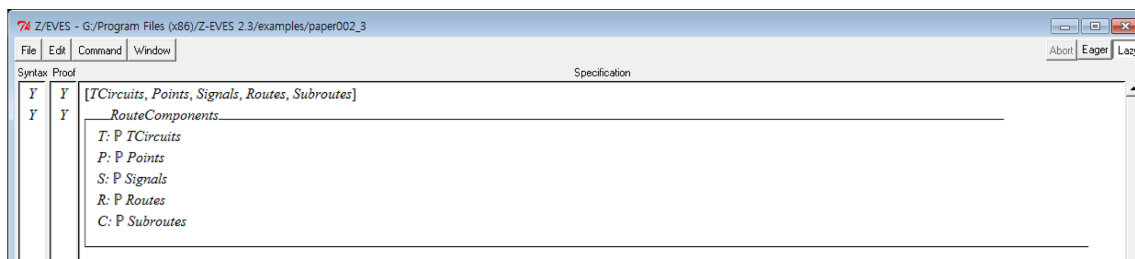 Z/EVES - G:/Program Files (x86)/Z-EVES 2.3/examples/paper002_3
File Edit Command Window Abort Eager Lazy
Syntax Proof Specification
Y Y [TCircuits, Points, Signals, Routes, Subroutes]
Y Y RouteComponents
T: ℙ TCircuits
P: ℙ Points
S: ℙ Signals
R: ℙ Routes
C: ℙ Subroutes